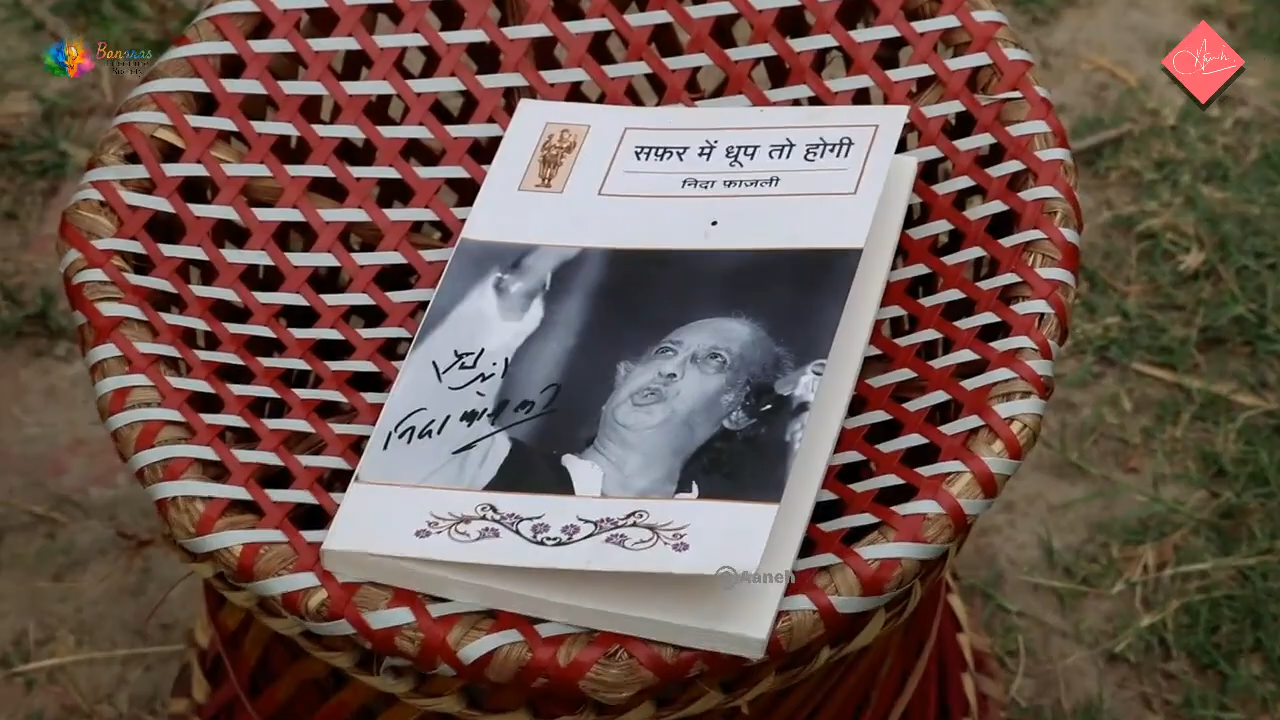 Banaras
सफ़र में धूप तो होगी
निदा फ़ाज़ली
निदा फ़ाज़ली
@Aaneh